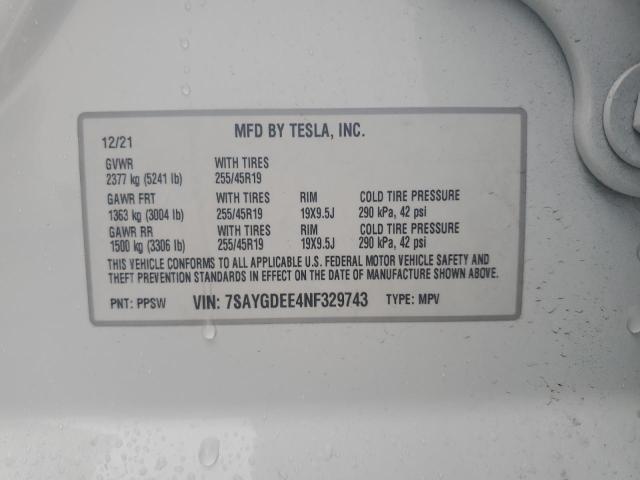 12/21 MFD BY TESLA, INC.
GVWR WITH TIRES
2377 kg (5241 lb) 255/45R19
GAWR FRT WITH TIRES RIM COLD TIRE PRESSURE
1363 kg (3004 lb) 255/45R19 19X9.5J 290 kPa, 42 psi
GAWR RR WITH TIRES RIM COLD TIRE PRESSURE
1500 kg (3306 lb) 255/45R19 19X9.5J 290 kPa, 42 psi
THIS VEHICLE CONFORMS TO ALL APPLICABLE U.S. FEDERAL MOTOR VEHICLE SAFETY AND
THEFT PREVENTION STANDARDS IN EFFECT ON THE DATE OF MANUFACTURE SHOWN ABOVE.
PNT: PPSW VIN: 7SAYGDEE4NF329743 TYPE: MPV